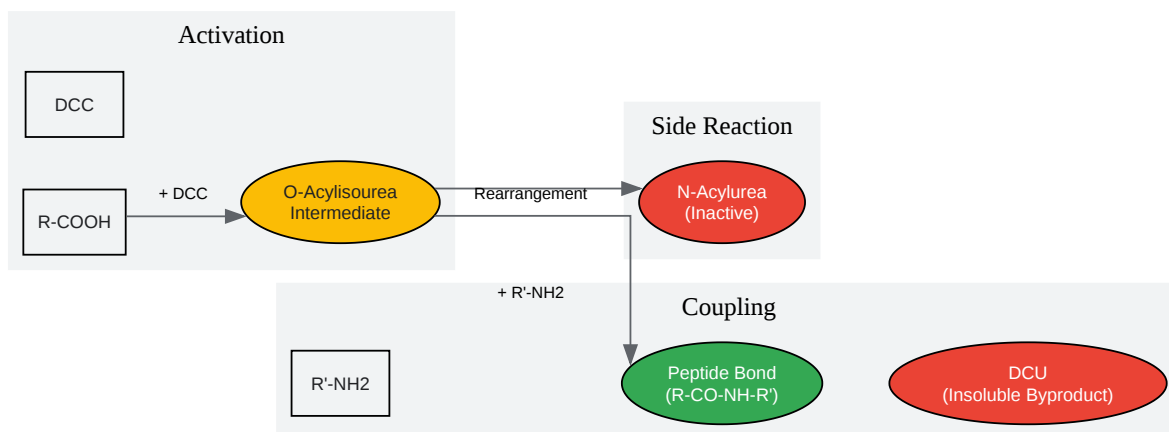 Activation
DCC
R-COOH
+ DCC
O-Acylisourea
Intermediate
Rearrangement
Side Reaction
N-Acylurea
(Inactive)
+ R'-NH2
Coupling
R'-NH2
Peptide Bond
(R-CO-NH-R')
DCU
(Insoluble Byproduct)